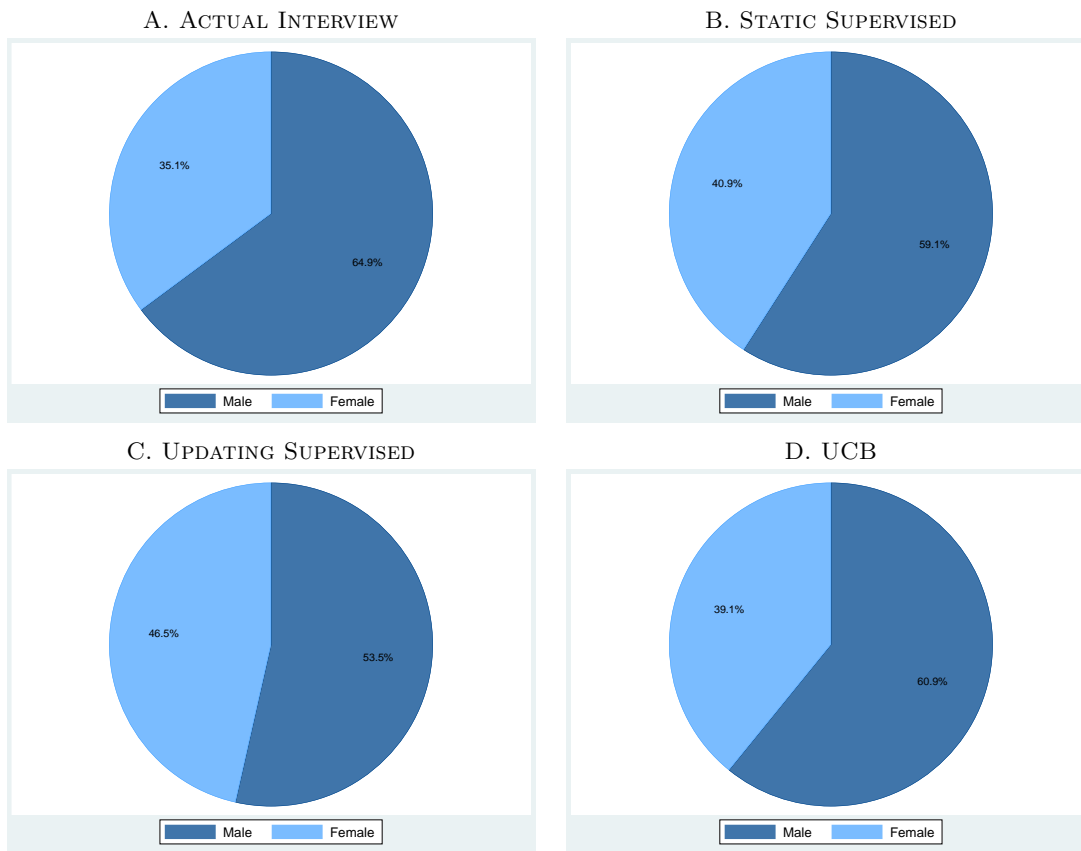 A. ACTUAL INTERVIEW
35.1%
64.9%
Male Female
B. STATIC SUPERVISED
40.9%
59.1%
Male Female
C. UPDATING SUPERVISED
46.5%
53.5%
Male Female
D. UCB
39.1%
60.9%
Male Female